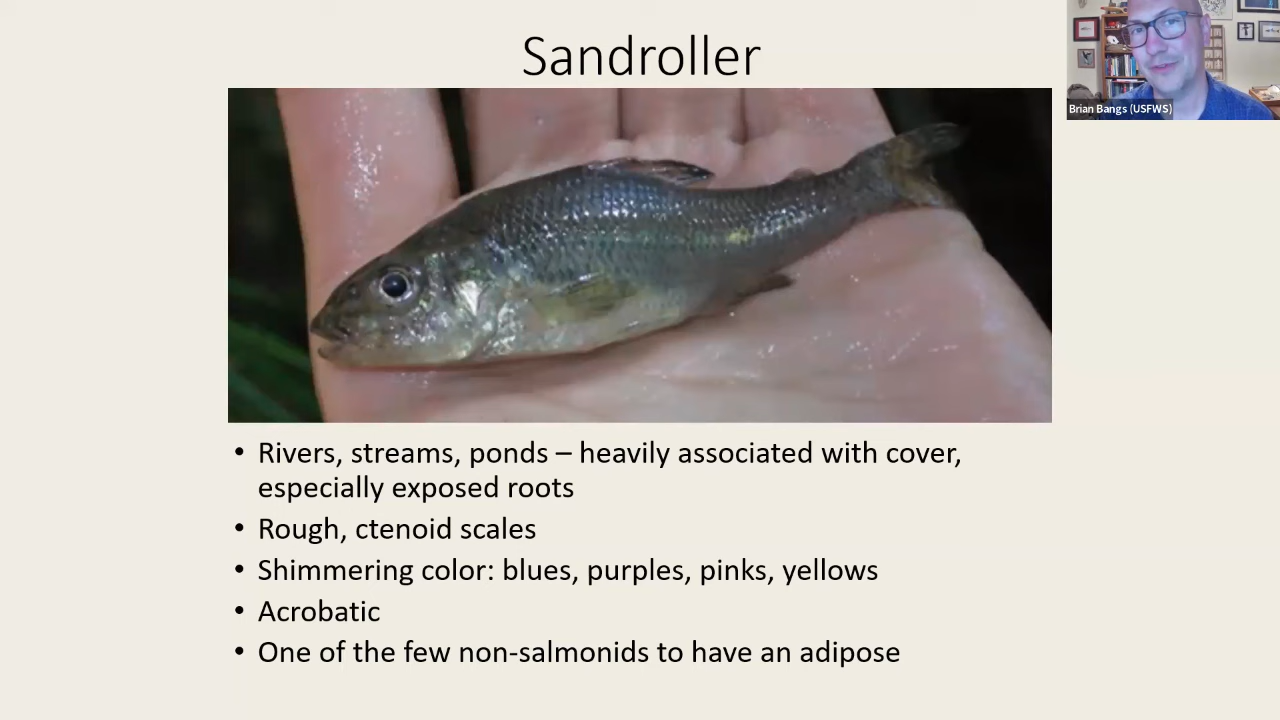 Sandroller
Brian Bangs (USFWS)
• Rivers, streams, ponds – heavily associated with cover,
especially exposed roots
• Rough, ctenoid scales
• Shimmering color: blues, purples, pinks, yellows
• Acrobatic
• One of the few non-salmonids to have an adipose